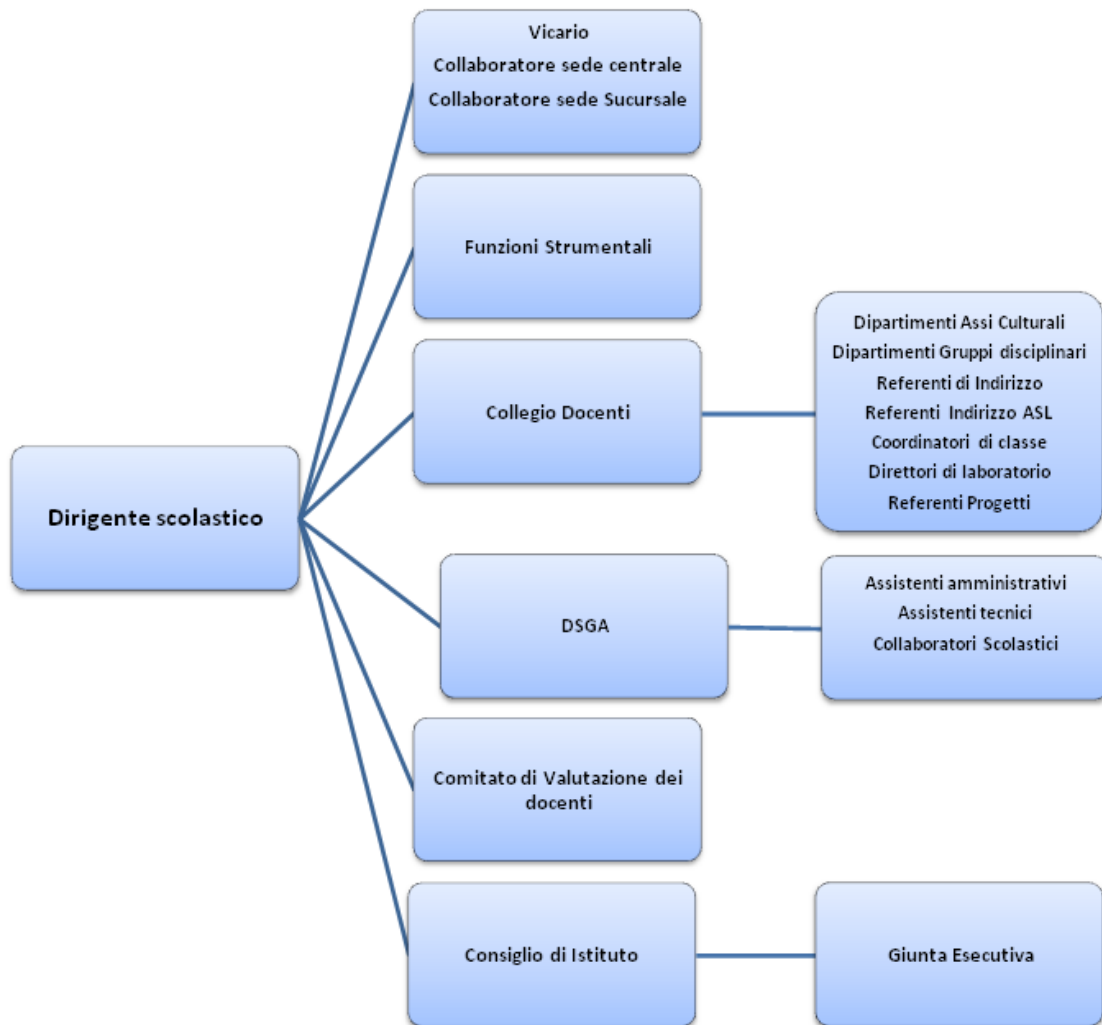 Vicario
Collaboratore sede centrale
Collaboratore sede Sucursale
Funzioni Strumentali
Dipartimenti Assi Culturali
Dipartimenti Gruppi disciplinari
Referenti di Indirizzo
Referenti Indirizzo ASL
Coordinatori di classe
Direttori di laboratorio
Referenti Progetti
Collegio Docenti
Dirigente scolastico
DSGA
Assistenti amministrativi
Assistenti tecnici
Collaboratori Scolastici
Comitato di Valutazione dei
docenti
Consiglio di Istituto
Giunta Esecutiva